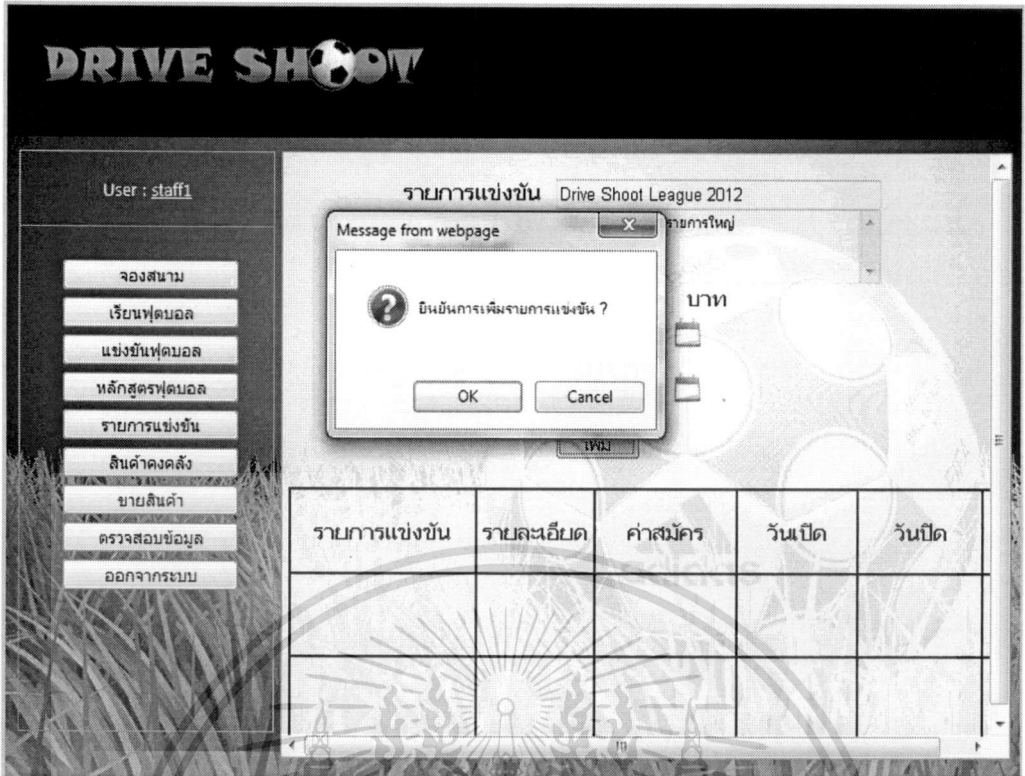 DRIVE SHOOT
User : staff1
จองสนาม
เรียนฟุตบอล
แข่งขันฟุตบอล
หลักสูตรฟุตบอล
รายการแข่งขัน
สินค้าคงคลัง
ขายสินค้า
ตรวจสอบข้อมูล
ออกจากระบบ
รายการแข่งขัน Drive Shoot League 2012
รายการใหญ่
Message from webpage
ยืนยันการเพิ่มรายการแข่งขัน ?
OK Cancel
บาท
เพิ่ม
รายการแข่งขัน รายละเอียด ค่าสมัคร วันเปิด วันปิด
adidas